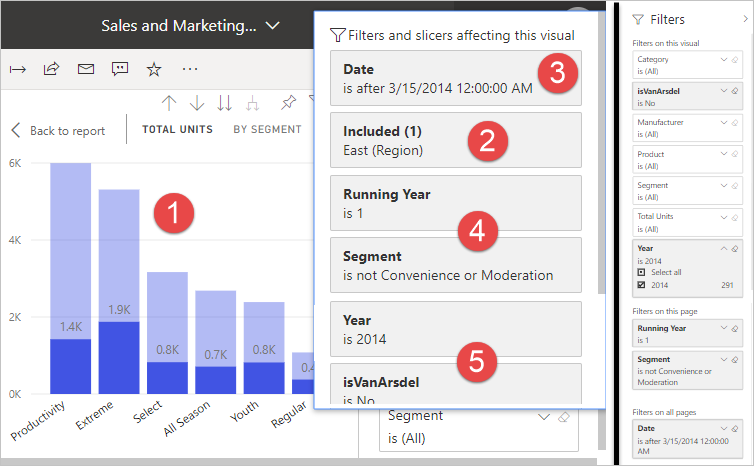 Sales and Marketing...
Back to report
TOTAL UNITS
BY SEGMENT
6K
4K
2K
0K
1.4K
1.9K
0.8K
0.7K
0.8K
Productivity
Extreme
Select
All Season
Youth
Regular
1
Filters and slicers affecting this visual
Date
is after 3/15/2014 12:00:00 AM
3
Included (1)
East (Region)
2
Running Year
is 1
4
Segment
is not Convenience or Moderation
Year
is 2014
5
isVanArsdel
is No
Segment
is (All)
Filters
Filters on this visual
Category
is (All)
isVanArsdel
is No
Manufacturer
is (All)
Product
is (All)
Segment
is (All)
Total Units
is (All)
Year
is 2014
Select all
2014 291
Filters on this page
Running Year
is 1
Segment
is not Convenience or
Moderation
Filters on all pages
Date
is after 3/15/2014 12:00:00
AM